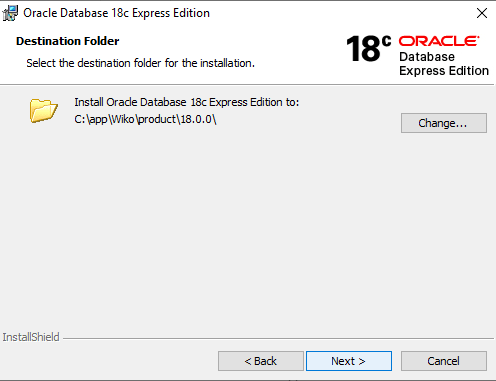 Oracle Database 18c Express Edition
Destination Folder
Select the destination folder for the installation.
18c ORACLE
Database
Express Edition
Install Oracle Database 18c Express Edition to:
C:\app\Wiko\product\18.0.0\
Change...
InstallShield
< Back
Next >
Cancel